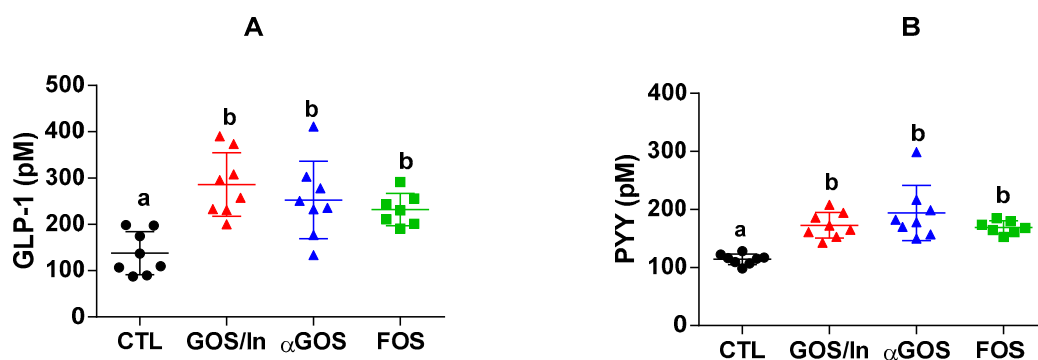 A
GLP-1 (pM)
500
400
300
200
100
0
a
b
b
b
CTL
GOS/In
αGOS
FOS
B
PYY (pM)
400
300
200
100
0
a
b
b
b
CTL
GOS/In
αGOS
FOS